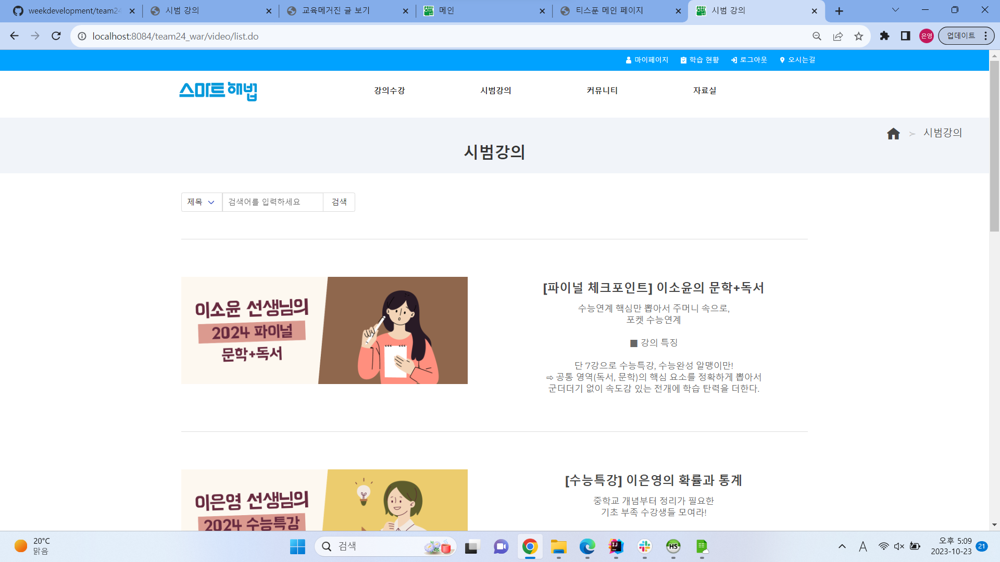 weekdevelopment/team24
시범 강의
교육메거진 글 보기
메인
티스푼 메인 페이지
시범 강의
localhost:8084/team24_war/video/list.do
은영
업데이트
마이페이지
학습 현황
로그아웃
오시는길
스마트해법
강의수강
시범강의
커뮤니티
자료실
시범강의
시범강의
제목
검색어를 입력하세요
검색
이소윤 선생님의
2024 파이널
문학+독서
[파이널 체크포인트] 이소윤의 문학+독서
수능연계 핵심만 뽑아서 주머니 속으로,
포켓 수능연계
■ 강의 특징
단 7강으로 수능특강, 수능완성 알맹이만!
⇨ 공통 영역(독서, 문학)의 핵심 요소를 정확하게 뽑아서
군더더기 없이 속도감 있는 전개에 학습 탄력을 더한다.
이은영 선생님의
2024 수능특강
[수능특강] 이은영의 확률과 통계
중학교 개념부터 정리가 필요한
기초 부족 수강생들 모여라!
20°C
맑음
검색
IJ
HS
A
오후 5:09
2023-10-23
21